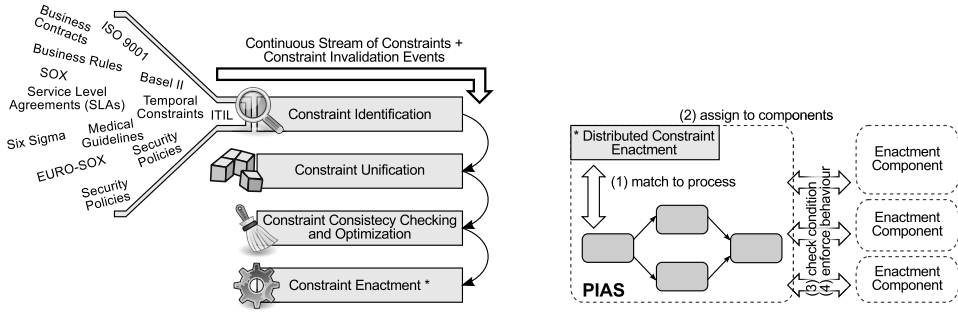 Business
Contracts
ISO 9001
Business Rules
Basel II
SOX
Service Level
Agreements (SLAs)
Temporal
Constraints
ITIL
Six Sigma
Medical
Guidelines
Security
Policies
EURO-SOX
Security
Policies
Continuous Stream of Constraints +
Constraint Invalidation Events
Constraint Identification
Constraint Unification
Constraint Consistecy Checking
and Optimization
Constraint Enactment *
(2) assign to components
* Distributed Constraint
Enactment
(1) match to process
PIAS
(3) check condition
(4) enforce behaviour
Enactment
Component
Enactment
Component
Enactment
Component